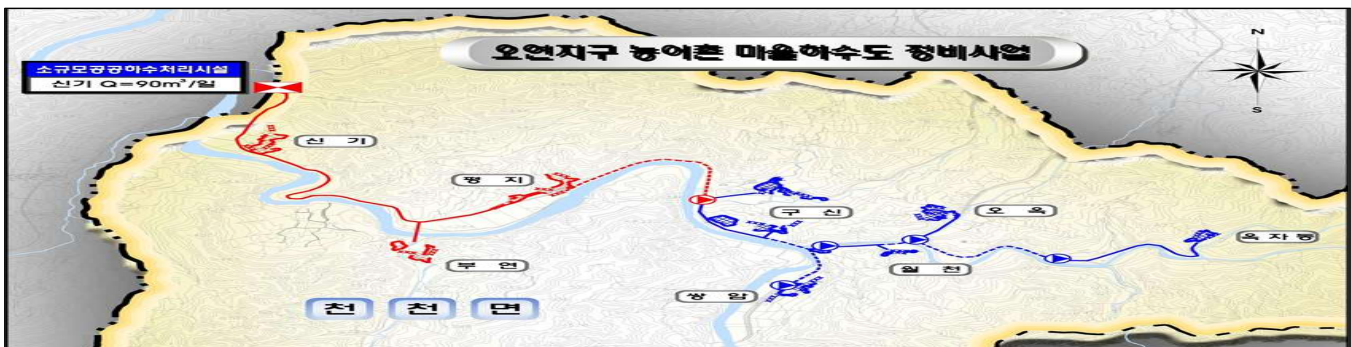 오연지구 농어촌 마을하수도 정비사업
N
S
소규모공공하수처리시설
신기 Q=90m³/일
신 기
평 지
구 신
오 옥
옥 자 동
월 천
부 연
쌍 암
천 천 면